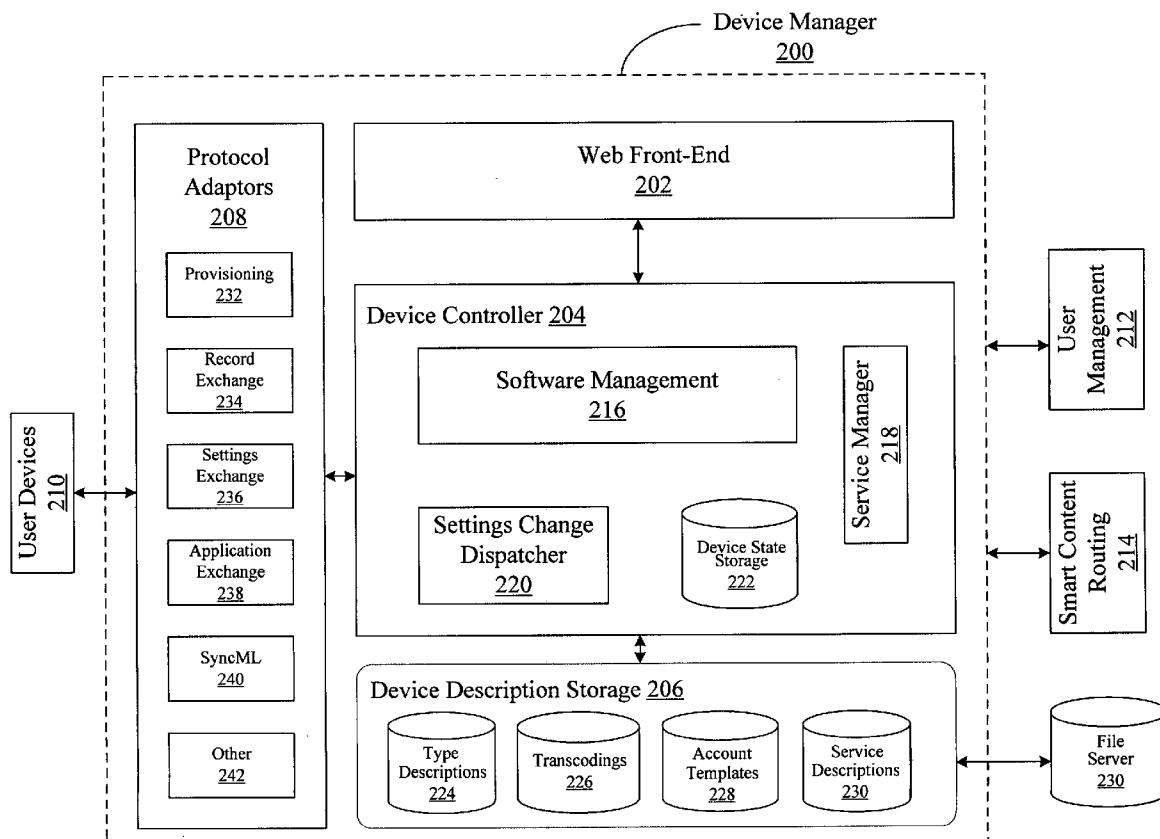 Device Manager
200
Protocol
Adaptors
208
Provisioning
232
Record
Exchange
234
Settings
Exchange
236
Application
Exchange
238
SyncML
240
Other
242
User Devices
210
Web Front-End
202
Device Controller 204
Software Management
216
Service Manager
218
Settings Change
Dispatcher
220
Device State
Storage
222
Device Description Storage 206
Type
Descriptions
224
Transcodings
226
Account
Templates
228
Service
Descriptions
230
User
Management
212
Smart Content
Routing
214
File
Server
230